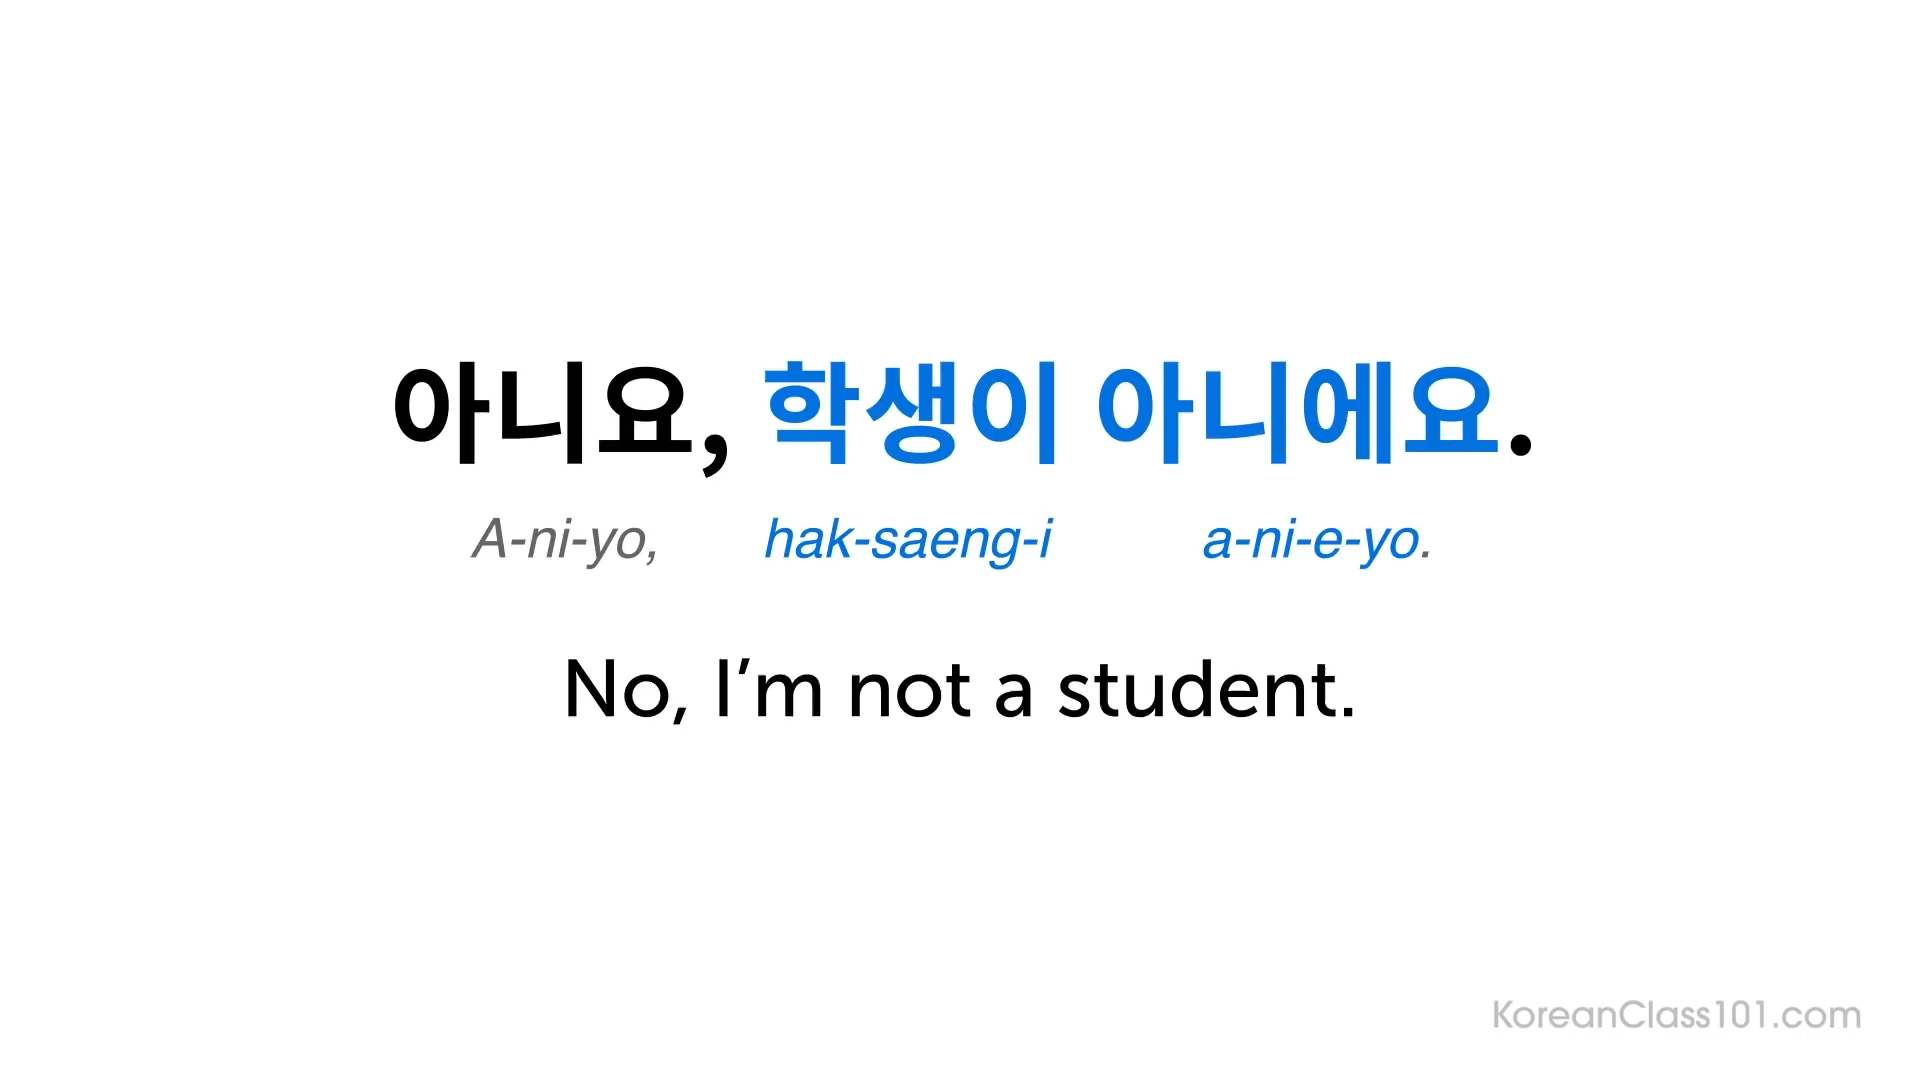 아니요, 학생이 아니에요.
A-ni-yo, hak-saeng-i a-ni-e-yo.
No, I’m not a student.
KoreanClass101.com